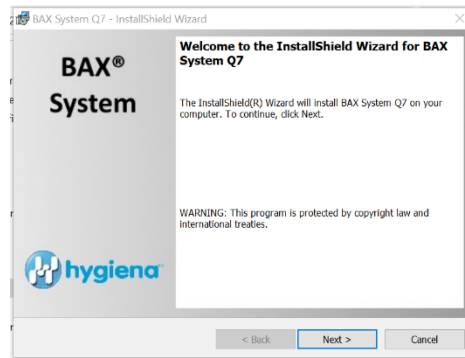 BAX System Q7 - InstallShield Wizard
BAX®
System
Welcome to the InstallShield Wizard for BAX
System Q7
The InstallShield(R) Wizard will install BAX System Q7 on your
computer. To continue, click Next.
WARNING: This program is protected by copyright law and
international treaties.
hygiena
< Back
Next >
Cancel